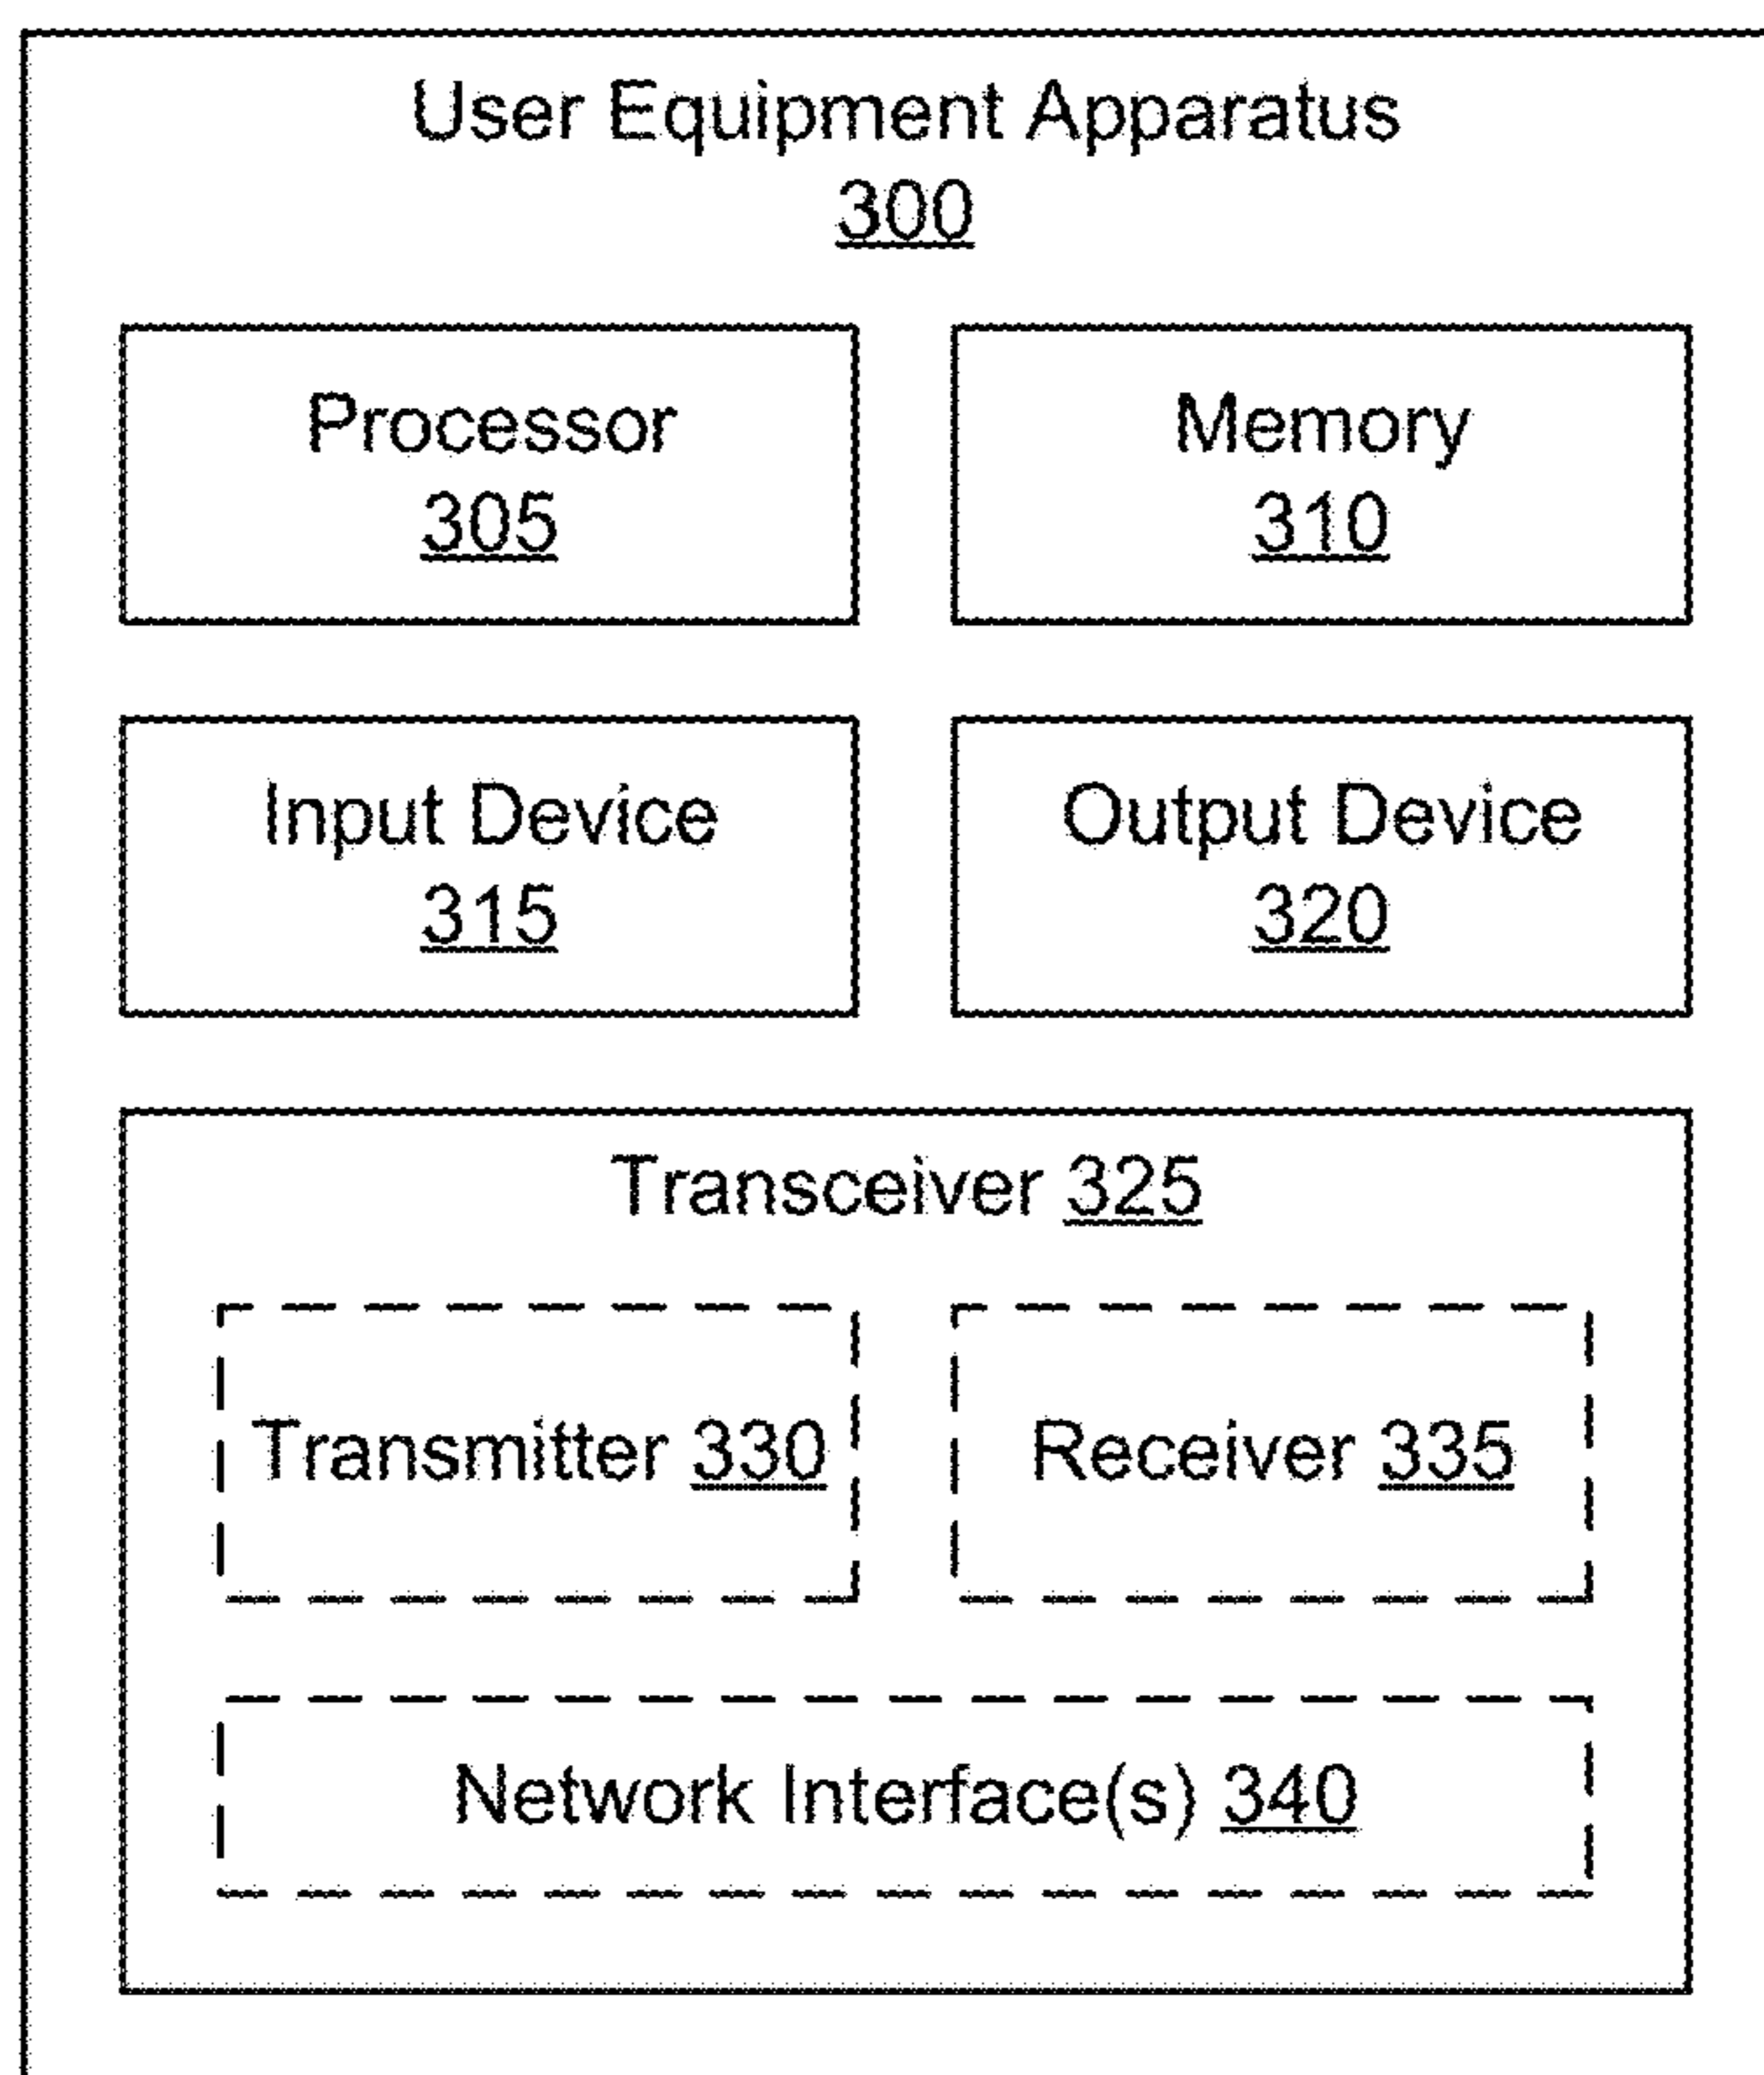 User Equipment Apparatus
300
Processor
305
Memory
310
Input Device
315
Output Device
320
Transceiver 325
Transmitter 330
Receiver 335
Network Interface(s) 340